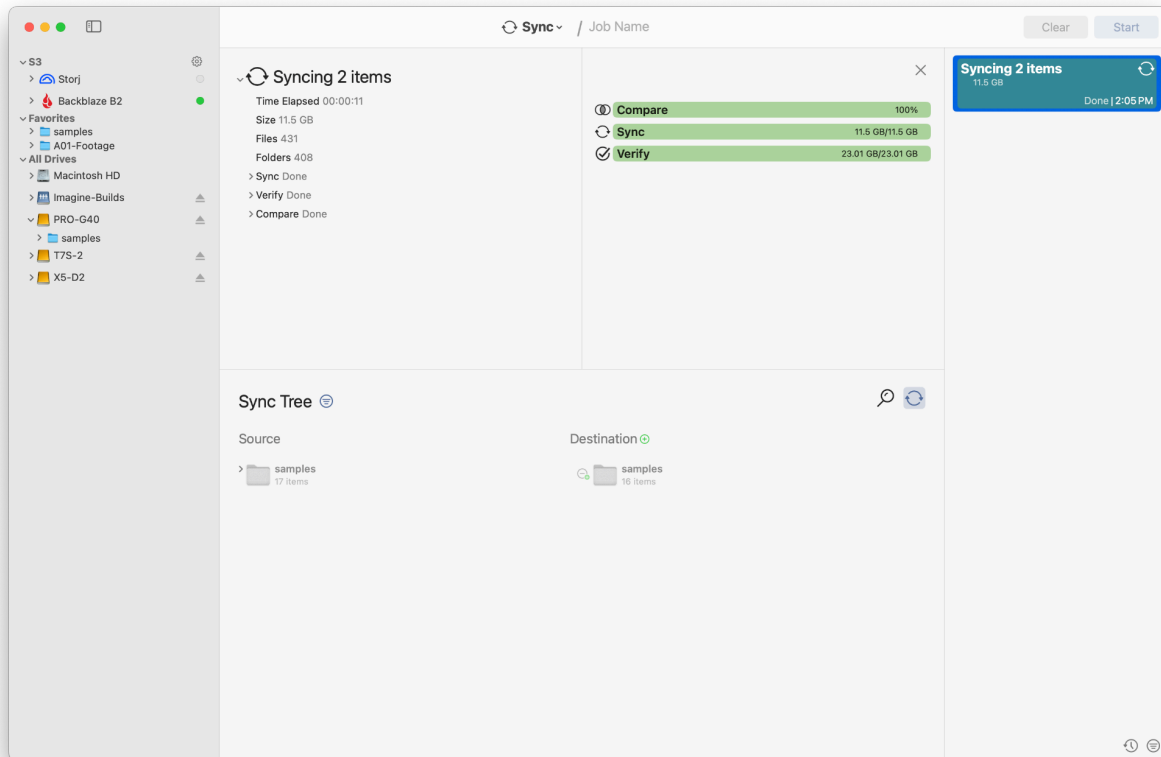 Sync
/ Job Name
Clear
Start
S3
Storj
Backblaze B2
Favorites
samples
A01-Footage
All Drives
Macintosh HD
Imagine-Builds
PRO-G40
samples
T7S-2
X5-D2
Syncing 2 items
Time Elapsed 00:00:11
Size 11.5 GB
Files 431
Folders 408
Sync Done
Verify Done
Compare Done
Compare 100%
Sync 11.5 GB/11.5 GB
Verify 23.01 GB/23.01 GB
Syncing 2 items
11.5 GB
Done | 2:05 PM
Sync Tree
Source
Destination
samples
17 items
samples
16 items